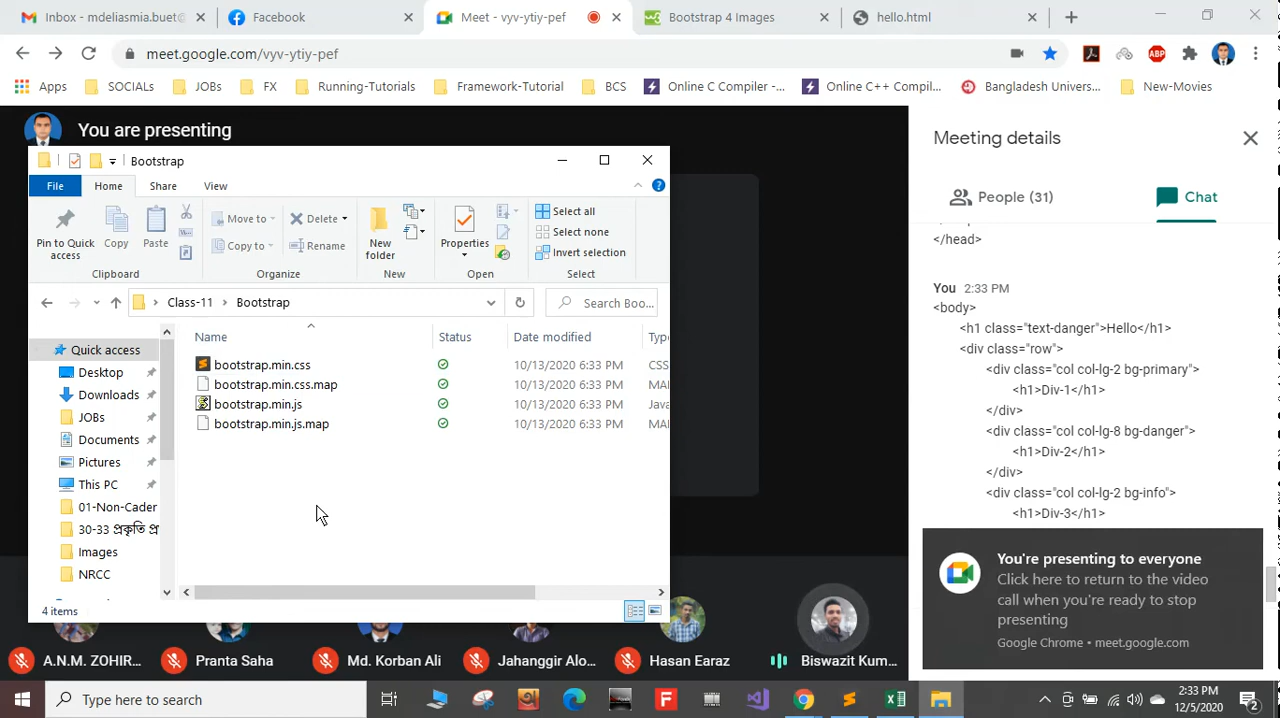 Inbox - mdeliasmia.buet@
Facebook
Meet - vyv-ytiy-pef
Bootstrap 4 Images
hello.html
meet.google.com/vyv-ytiy-pef
ABP
Apps
SOCIALs
JOBs
FX
Running-Tutorials
Framework-Tutorial
BCS
Online C Compiler -...
Online C++ Compil...
Bangladesh Univers...
New-Movies
You are presenting
Bootstrap
File
Home
Share
View
Pin to Quick access
Copy
Paste
Move to
Copy to
Delete
Rename
New folder
Properties
Select all
Select none
Invert selection
Clipboard
Organize
New
Open
Select
Class-11 > Bootstrap
Search Boo...
Name
Status
Date modified
Type
bootstrap.min.css
10/13/2020 6:33 PM
CSS
bootstrap.min.css.map
10/13/2020 6:33 PM
MAI
bootstrap.min.js
10/13/2020 6:33 PM
Java
bootstrap.min.js.map
10/13/2020 6:33 PM
MAI
Quick access
Desktop
Downloads
JOBs
Documents
Pictures
This PC
01-Non-Cader
30-33 প্রকৃতি প্র
Images
NRCC
4 items
Meeting details
People (31)
Chat
</head>
You 2:33 PM
<body>
<h1 class="text-danger">Hello</h1>
<div class="row">
<div class="col col-lg-2 bg-primary">
<h1>Div-1</h1>
</div>
<div class="col col-lg-8 bg-danger">
<h1>Div-2</h1>
</div>
<div class="col col-lg-2 bg-info">
<h1>Div-3</h1>
You're presenting to everyone
Click here to return to the video
call when you're ready to stop
presenting
Google Chrome • meet.google.com
A.N.M. ZOHIR...
Pranta Saha
Md. Korban Ali
Jahanggir Alo...
Hasan Earaz
Biswazit Kum...
Type here to search
2:33 PM
12/5/2020
2